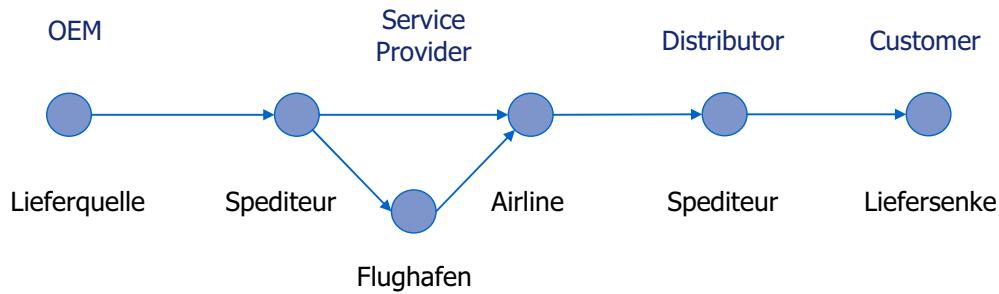 OEM
Service
Provider
Distributor
Customer
Lieferquelle
Spediteur
Airline
Spediteur
Liefersenke
Flughafen